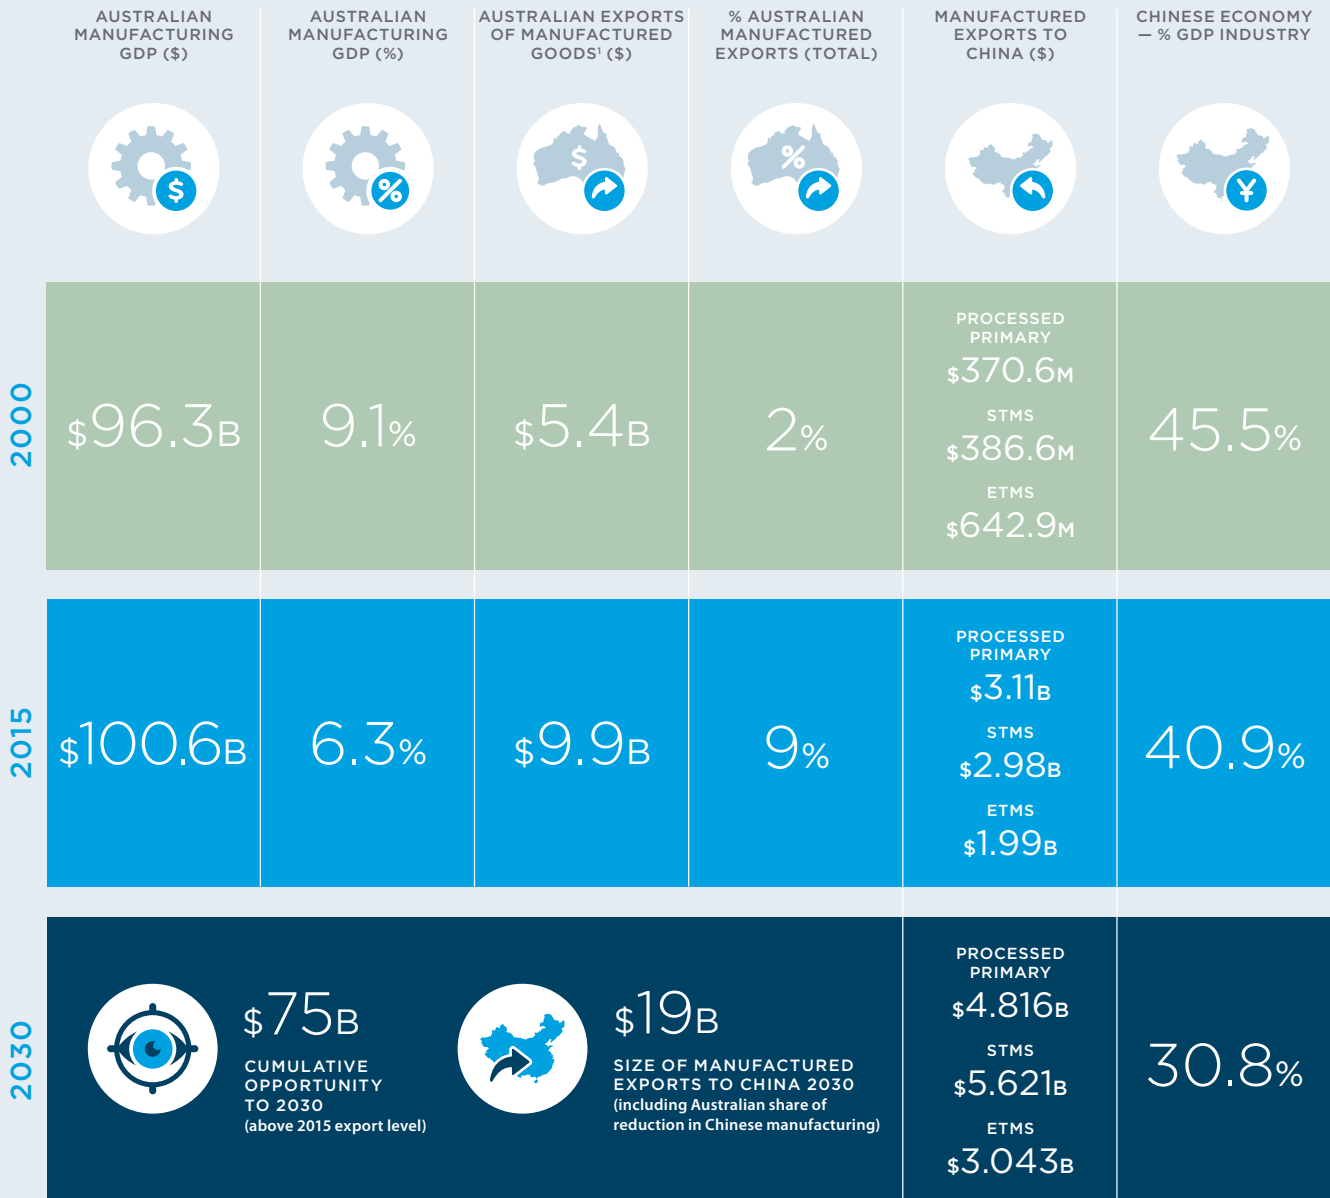 AUSTRALIAN
MANUFACTURING
GDP ($)
AUSTRALIAN
MANUFACTURING
GDP (%)
AUSTRALIAN EXPORTS
OF MANUFACTURED
GOODS¹ ($)
% AUSTRALIAN
MANUFACTURED
EXPORTS (TOTAL)
MANUFACTURED
EXPORTS TO
CHINA ($)
CHINESE ECONOMY
— % GDP INDUSTRY
$
%
$
%
¥
2000
$96.3B
9.1%
$5.4B
2%
PROCESSED
PRIMARY
$370.6M
STMS
$386.6M
ETMS
$642.9M
45.5%
2015
$100.6B
6.3%
$9.9B
9%
PROCESSED
PRIMARY
$3.11B
STMS
$2.98B
ETMS
$1.99B
40.9%
2030
$75B
CUMULATIVE
OPPORTUNITY
TO 2030
(above 2015 export level)
$19B
SIZE OF MANUFACTURED
EXPORTS TO CHINA 2030
(including Australian share of
reduction in Chinese manufacturing)
PROCESSED
PRIMARY
$4.816B
STMS
$5.621B
ETMS
$3.043B
30.8%